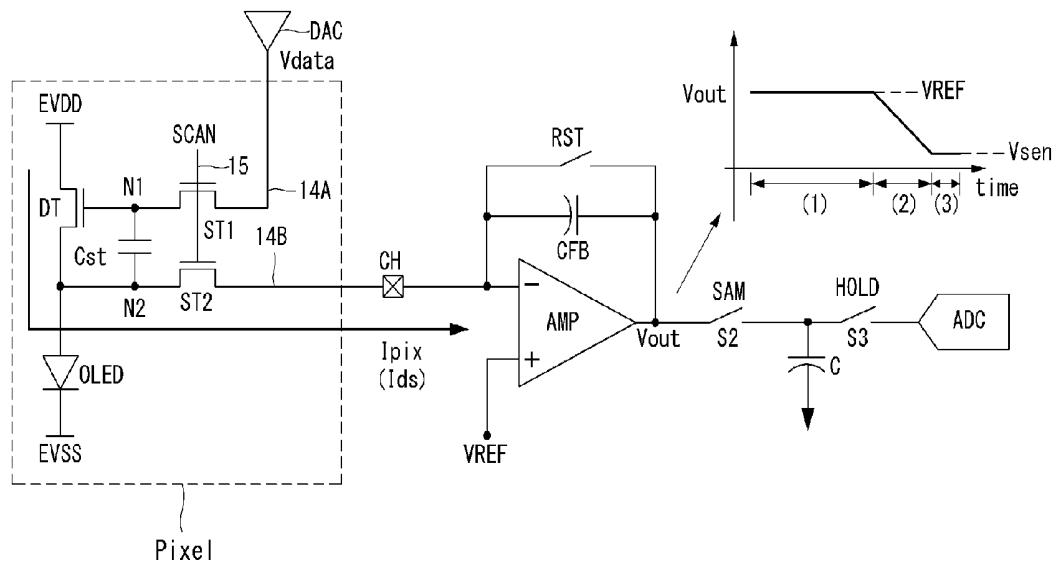 DAC
Vdata
EVDD
SCAN
15
N1
14A
DT
ST1
Cst
14B
N2
ST2
CH
OLED
EVSS
Ipix
(Ids)
Pixel
RST
CFB
AMP
−
+
VREF
Vout
SAM
S2
HOLD
S3
C
ADC
Vout
VREF
Vsen
time
(1)
(2)
(3)